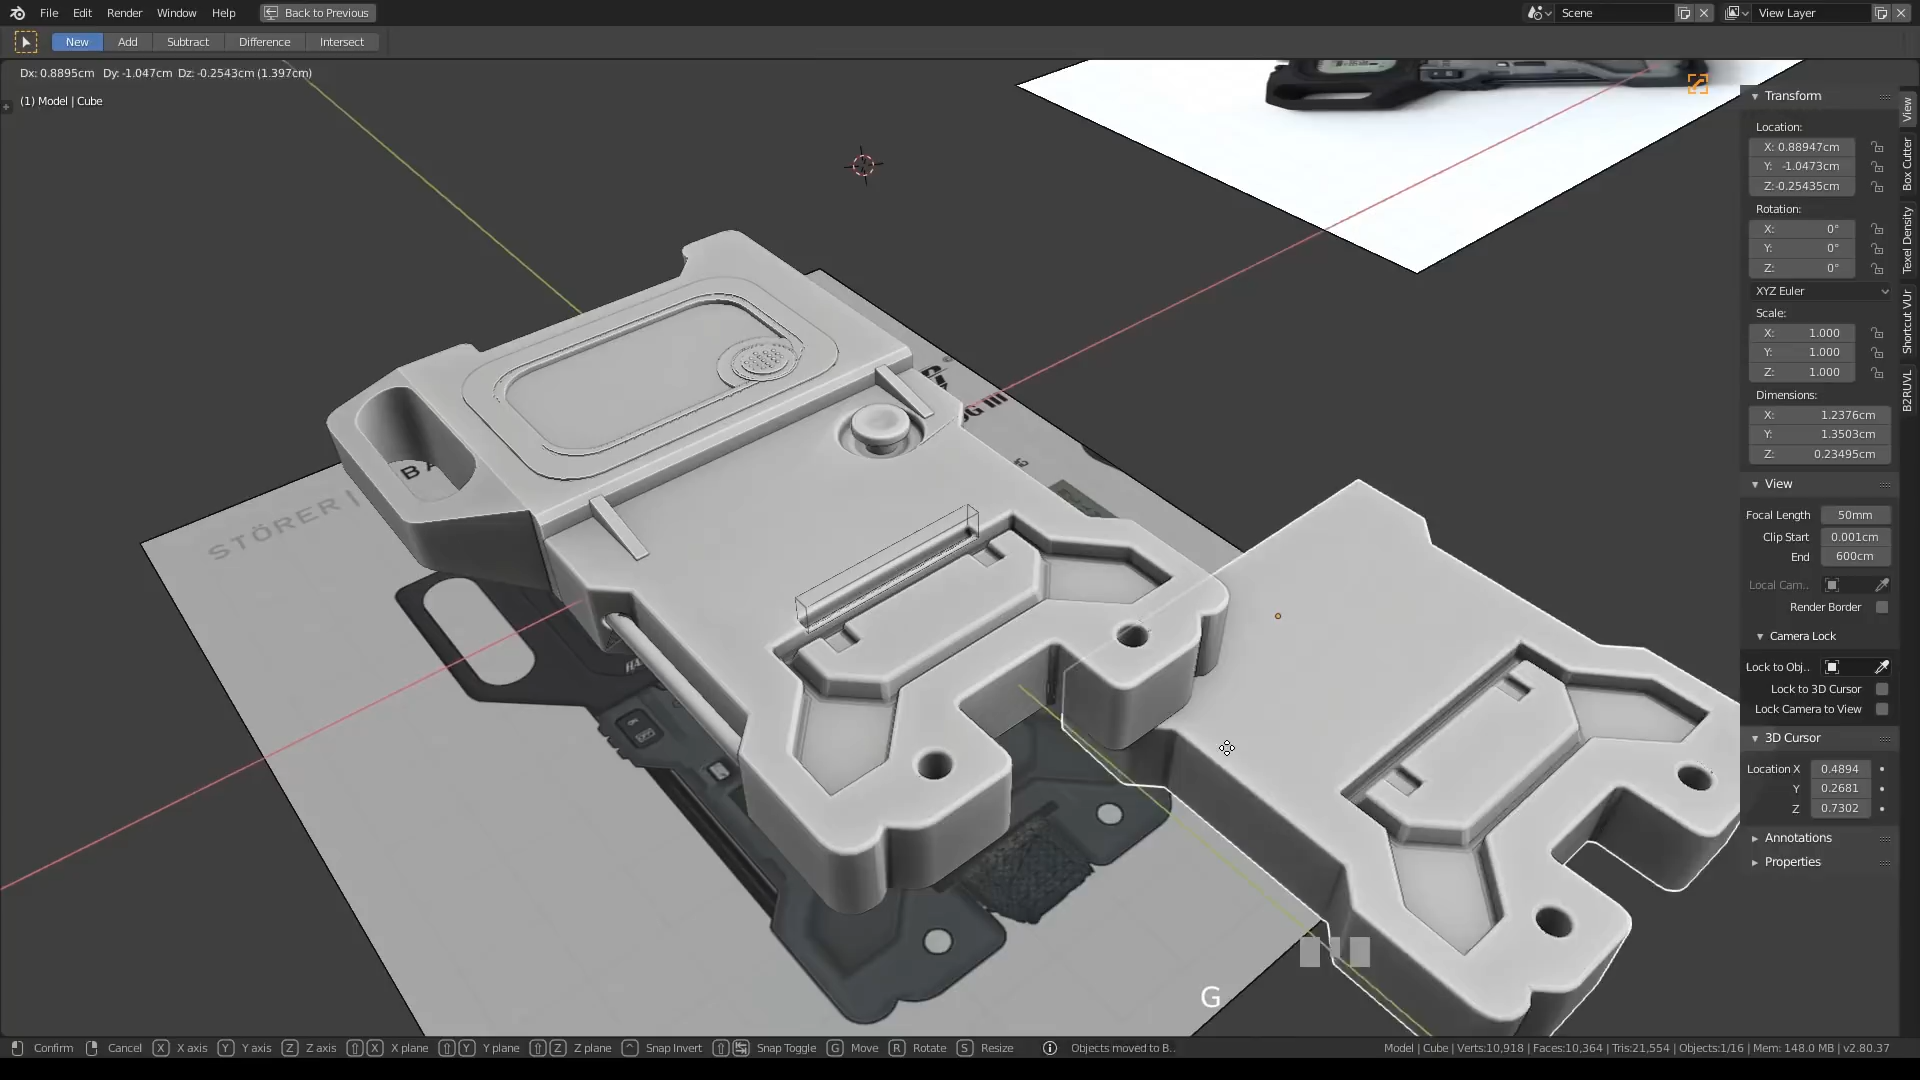 File Edit Render Window Help Back to Previous Scene View Layer
New Add Subtract Difference Intersect
Dx: 0.8895cm Dy: -1.047cm Dz: -0.2543cm (1.397cm)
(1) Model | Cube
Transform
Location:
X: 0.88947cm
Y: -1.0473cm
Z: -0.25435cm
Rotation:
X: 0°
Y: 0°
Z: 0°
XYZ Euler
Scale:
X: 1.000
Y: 1.000
Z: 1.000
Dimensions:
X: 1.2376cm
Y: 1.3503cm
Z: 0.23495cm
View
Focal Length 50mm
Clip Start 0.001cm
End 600cm
Local Cam..
Render Border
Camera Lock
Lock to Obj..
Lock to 3D Cursor
Lock Camera to View
3D Cursor
Location X 0.4894
Y 0.2681
Z 0.7302
Annotations
Properties
View
Box Cutter
Texel Density
Shortcut VUr
B2RUVL
BA
STÖRER |
ON
OFF
G
Confirm Cancel X X axis Y Y axis Z Z axis X X plane Y Y plane Z Z plane ^ Snap Invert Snap Toggle G Move R Rotate S Resize Objects moved to B.. Model | Cube | Verts:10,918 | Faces:10,364 | Tris:21,554 | Objects:1/16 | Mem: 148.0 MB | v2.80.37